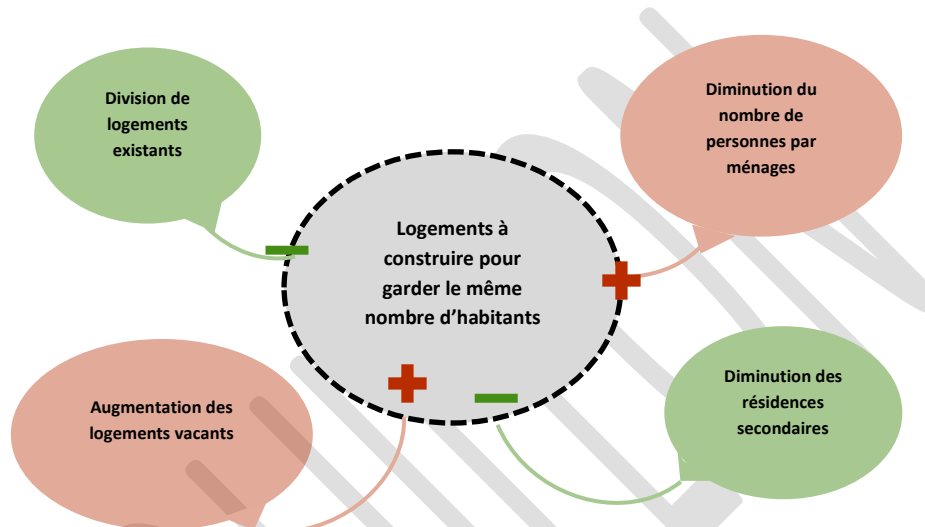 Division de
logements
existants
Diminution du
nombre de
personnes par
ménages
Logements à
construire pour
garder le même
nombre d'habitants
Augmentation des
logements vacants
Diminution des
résidences
secondaires